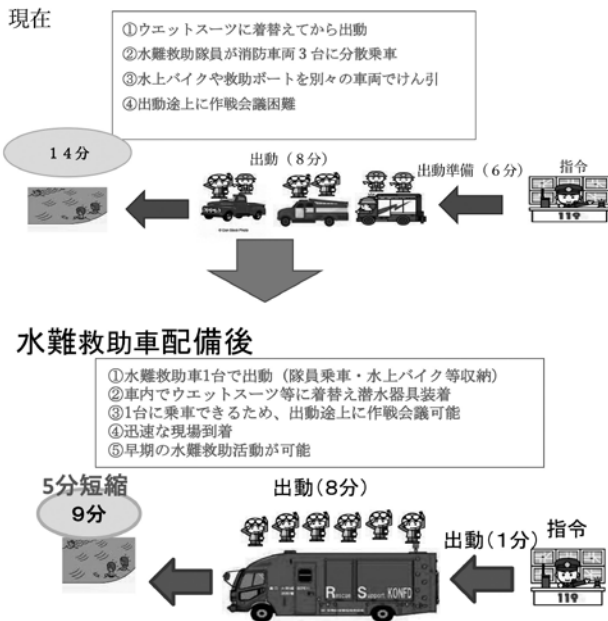 現在
①ウエットスーツに着替えてから出動
②水難救助隊員が消防車両３台に分散乗車
③水上バイクや救助ボートを別々の車両でけん引
④出動途上に作戦会議困難
１４分
出動（８分）
出動準備（６分）
指令
119
水難救助車配備後
①水難救助車1台で出動（隊員乗車・水上バイク等収納）
②車内でウエットスーツ等に着替え潜水器具装着
③1台に乗車できるため、出動途上に作戦会議可能
④迅速な現場到着
⑤早期の水難救助活動が可能
5分短縮
9分
出動(8分)
出動(1分)
指令
Rescue Support KONFD
119